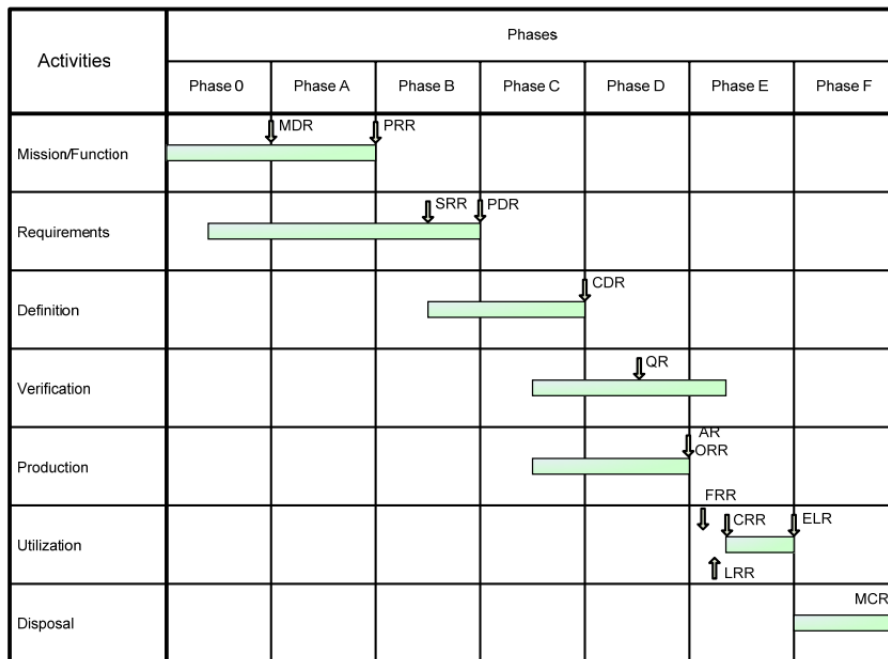 Activities
Phases
Phase 0 Phase A Phase B Phase C Phase D Phase E Phase F
Mission/Function
MDR PRR
Requirements
SRR PDR
Definition
CDR
Verification
QR
Production
AR
ORR
Utilization
FRR
CRR ELR
LRR
Disposal
MCR